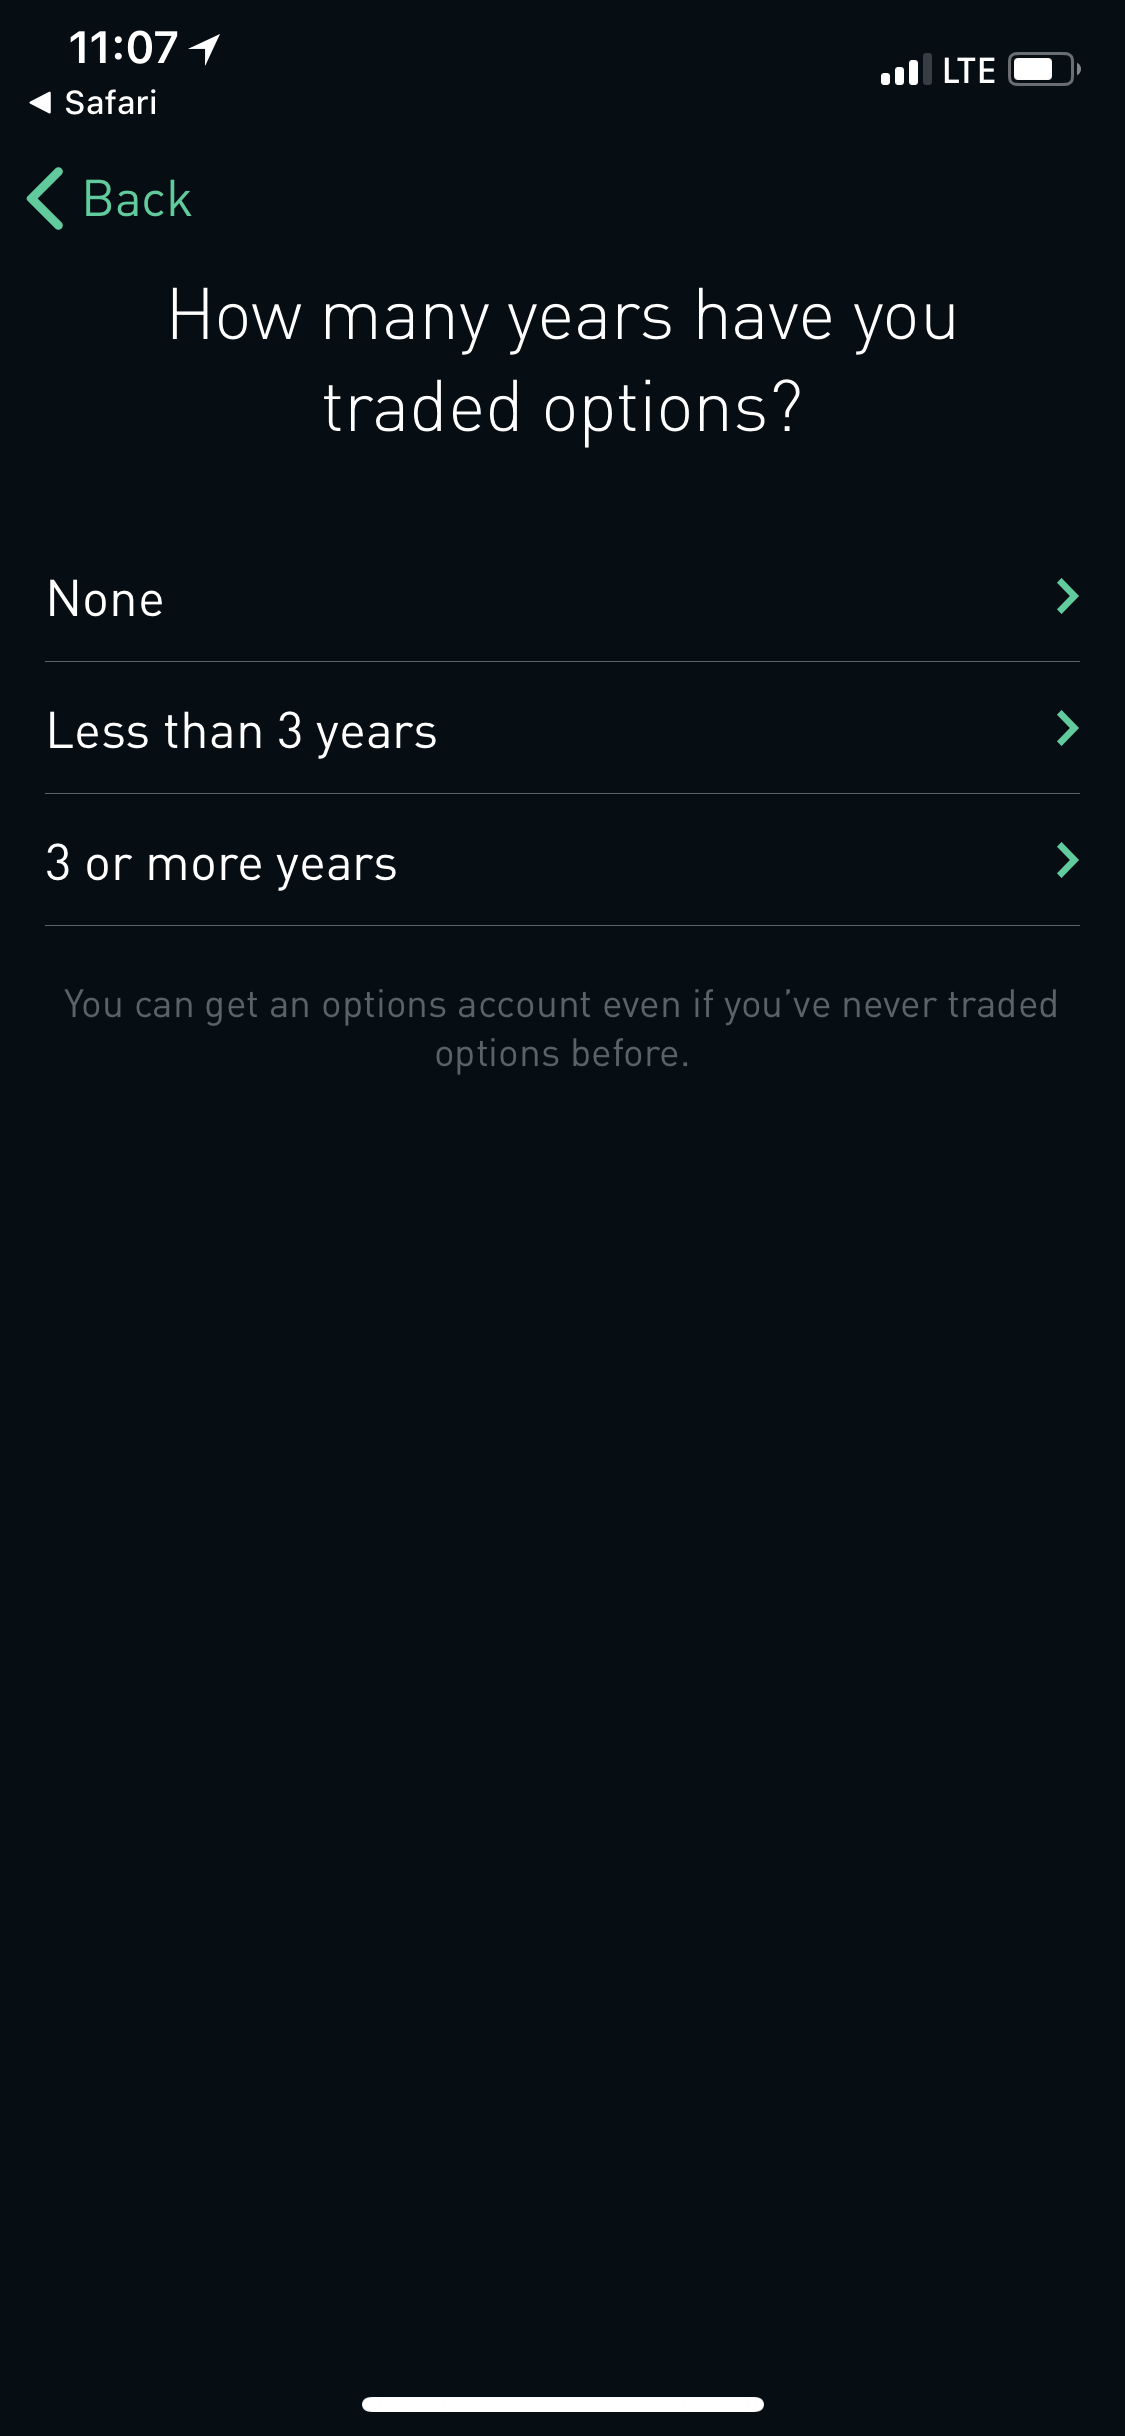 11:07
Safari
LTE
Back
How many years have you
traded options?
None
Less than 3 years
3 or more years
You can get an options account even if you’ve never traded
options before.